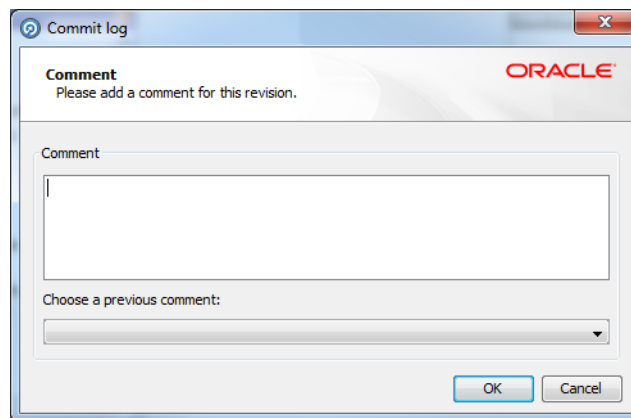 Commit log
Comment
ORACLE
Please add a comment for this revision.
Comment
Choose a previous comment:
OK
Cancel